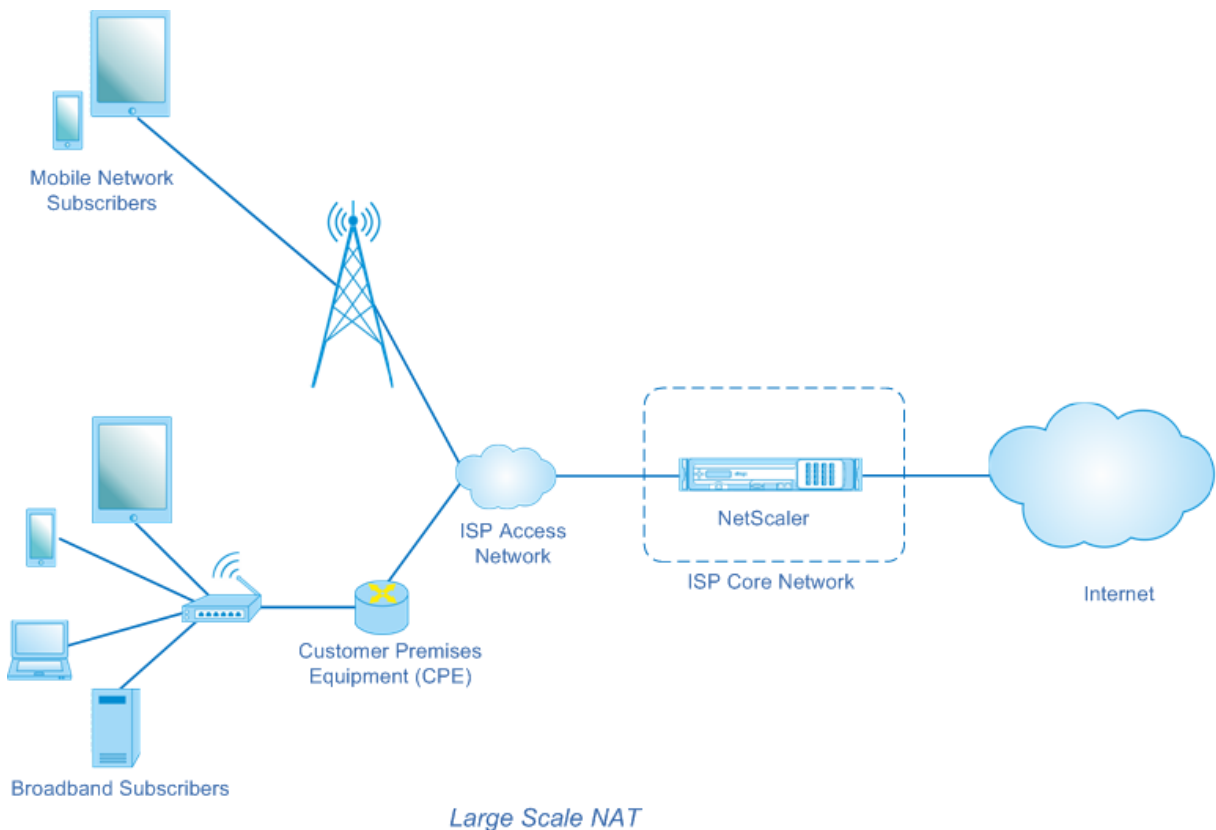 Mobile Network
Subscribers
ISP Access
Network
NetScaler
ISP Core Network
Internet
Customer Premises
Equipment (CPE)
Broadband Subscribers
Large Scale NAT